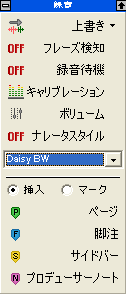 録音
上書き
OFF フレーズ検知
OFF 録音待機
キャリブレーション
ボリューム
OFF ナレータスタイル
Daisy BW
挿入 マーク
P ページ
F 脚注
S サイドバー
N プロデューサーノート